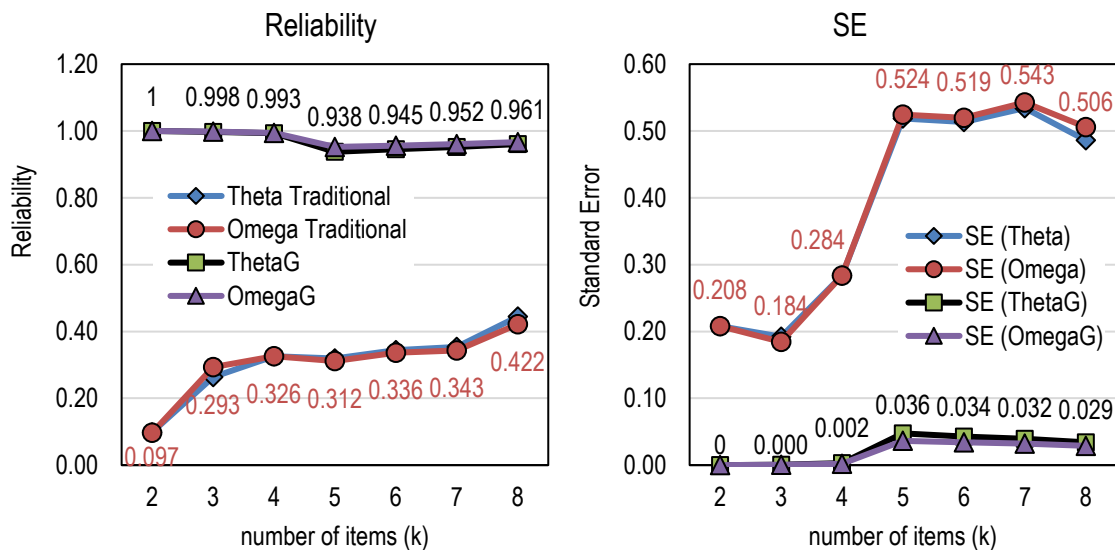 Reliability
1.20
1.00
0.80
0.60
0.40
0.20
0.00
Reliability
1
0.998
0.993
0.938
0.945
0.952
0.961
Theta Traditional
Omega Traditional
ThetaG
OmegaG
0.097
0.293
0.326
0.312
0.336
0.343
0.422
2 3 4 5 6 7 8
number of items (k)
SE
0.60
0.50
0.40
0.30
0.20
0.10
0.00
Standard Error
0.208
0.184
0.284
0.524
0.519
0.543
0.506
SE (Theta)
SE (Omega)
SE (ThetaG)
SE (OmegaG)
0
0.000
0.002
0.036
0.034
0.032
0.029
2 3 4 5 6 7 8
number of items (k)